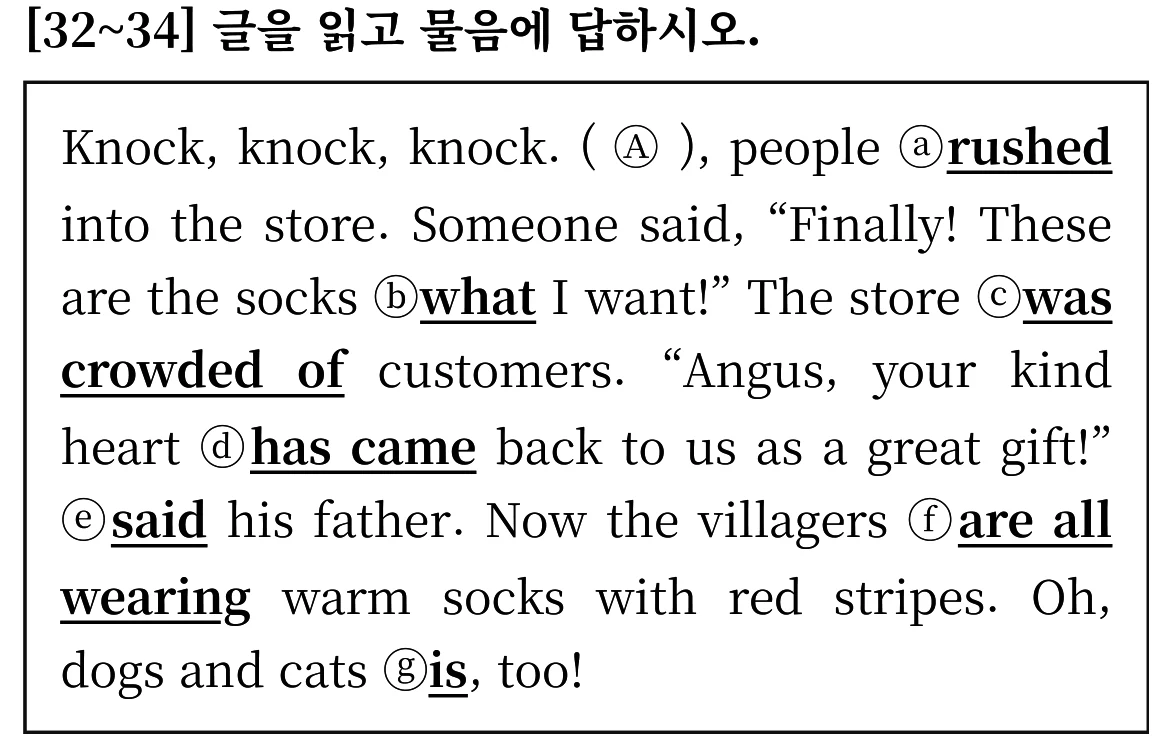 [32~34] 글을 읽고 물음에 답하시오.
Knock, knock, knock. ( Ⓐ ), people ⓐrushed
into the store. Someone said, “Finally! These
are the socks ⓑwhat I want!” The store ⓒwas
crowded of customers. “Angus, your kind
heart ⓓhas came back to us as a great gift!”
ⓔsaid his father. Now the villagers ⓕare all
wearing warm socks with red stripes. Oh,
dogs and cats ⓖis, too!